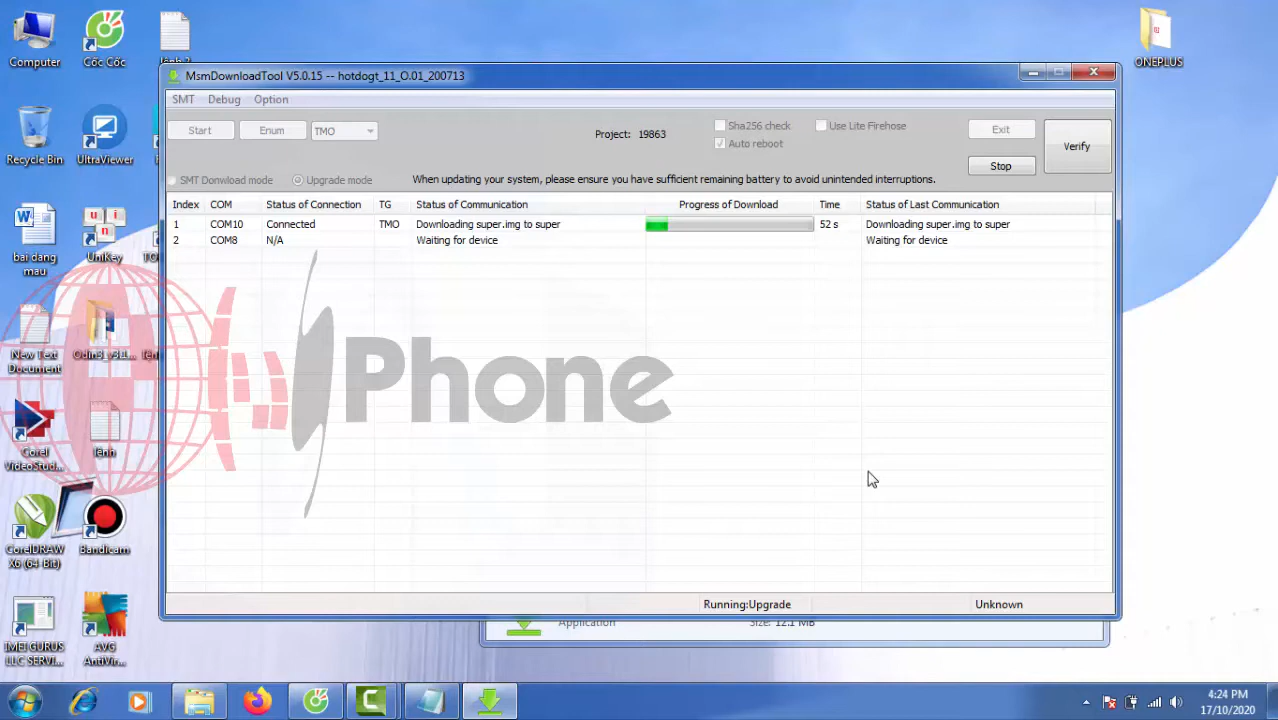 Computer
Cốc Cốc
lệnh 2
ONEPLUS
Recycle Bin
UltraViewer
bai dang
mau
UniKey
New Text
Document
Odin3_v3.1...
lệnh
Corel
VideoStud...
lệnh
CorelDRAW
X6 (64-Bit)
Bandicam
IMEI GURUS
LLC SERVI...
AVG
AntiVir...
MsmDownloadTool V5.0.15 -- hotdogt_11_O.01_200713
SMT Debug Option
Start Enum TMO
Project: 19863
Sha256 check
Use Lite Firehose
Auto reboot
Exit
Stop
Verify
SMT Donwload mode
Upgrade mode
When updating your system, please ensure you have sufficient remaining battery to avoid unintended interruptions.
Index COM Status of Connection TG Status of Communication Progress of Download Time Status of Last Communication
1 COM10 Connected TMO Downloading super.img to super 52 s Downloading super.img to super
2 COM8 N/A Waiting for device Waiting for device
Phone
Running:Upgrade
Unknown
Application
Size: 12.1 MB
4:24 PM
17/10/2020